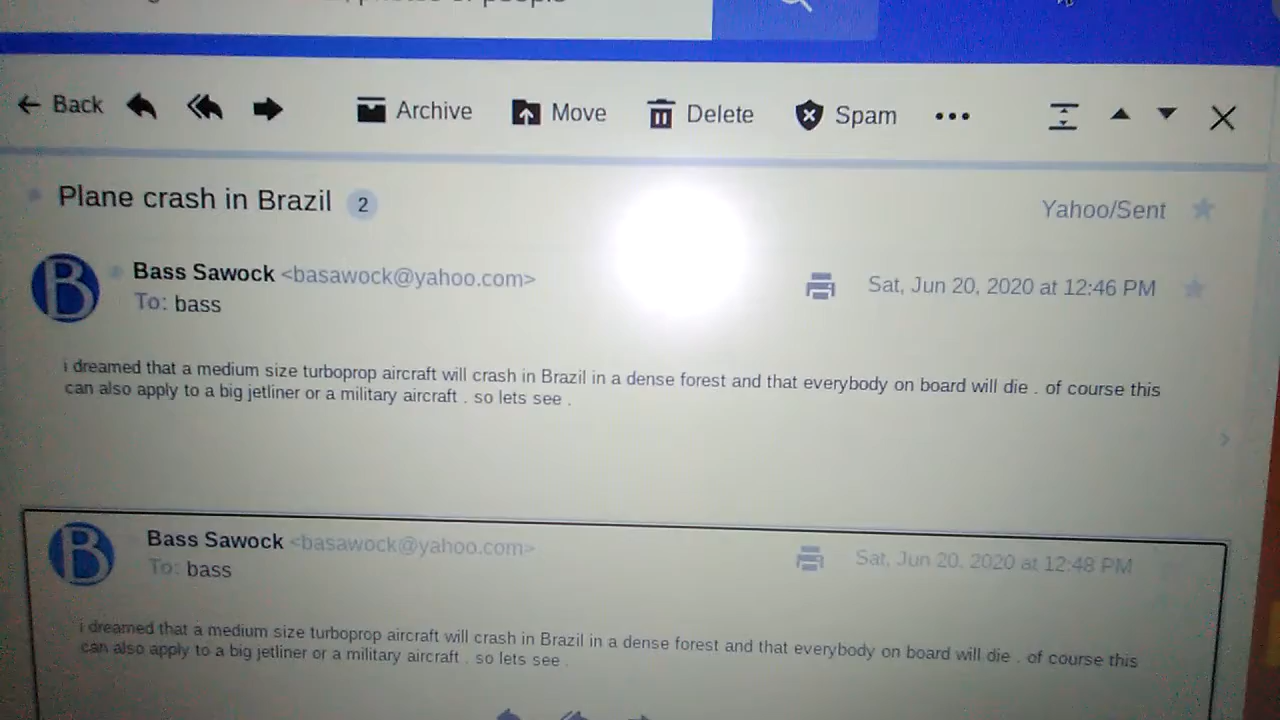 Back Archive Move Delete Spam
Plane crash in Brazil 2 Yahoo/Sent
B Bass Sawock <basawock@yahoo.com> Sat, Jun 20, 2020 at 12:46 PM
To: bass
i dreamed that a medium size turboprop aircraft will crash in Brazil in a dense forest and that everybody on board will die . of course this
can also apply to a big jetliner or a military aircraft . so lets see .
B Bass Sawock <basawock@yahoo.com> Sat, Jun 20, 2020 at 12:48 PM
To: bass
i dreamed that a medium size turboprop aircraft will crash in Brazil in a dense forest and that everybody on board will die . of course this
can also apply to a big jetliner or a military aircraft . so lets see .